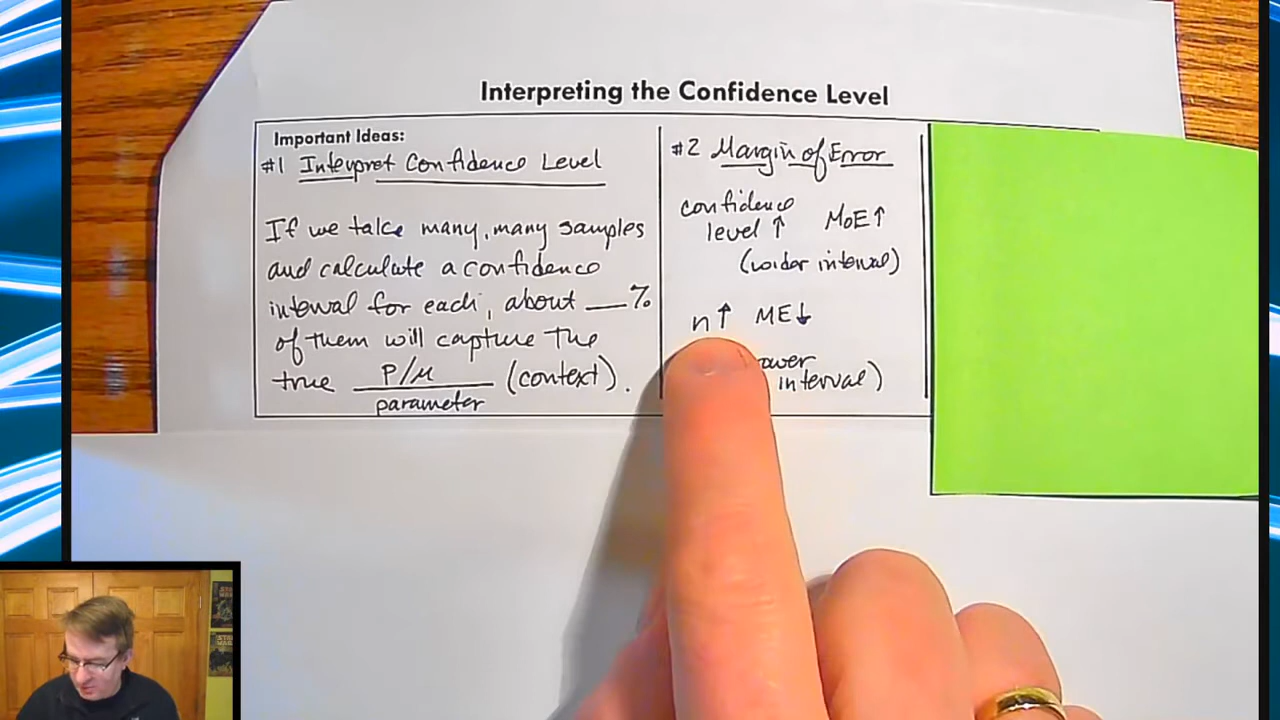 Interpreting the Confidence Level
Important Ideas:
#1 Interpret Confidence Level
If we take many, many samples
and calculate a confidence
interval for each, about ___%
of them will capture the
true P/μ (context).
parameter
#2 Margin of Error
confidence
level ↑ MoE↑
(wider interval)
n↑ ME↓
ower
interval)